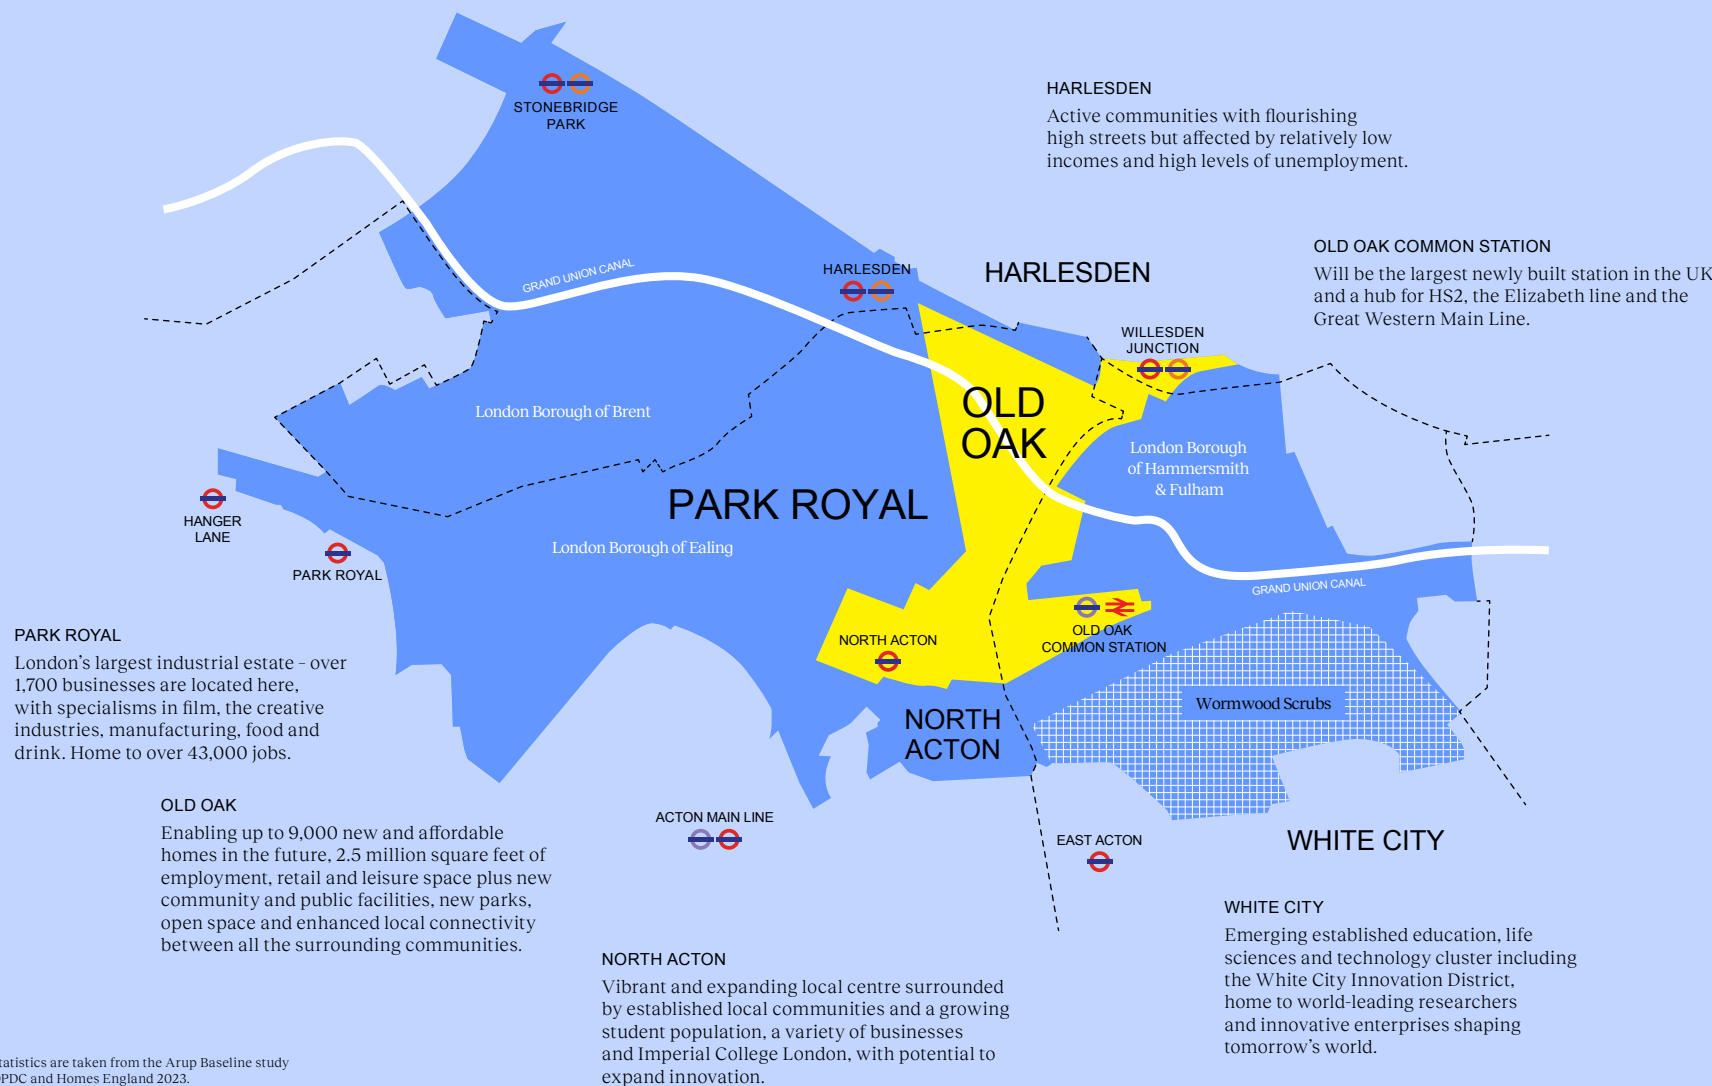 STONEBRIDGE
PARK
HARLESDEN
Active communities with flourishing
high streets but affected by relatively low
incomes and high levels of unemployment.
OLD OAK COMMON STATION
Will be the largest newly built station in the UK
and a hub for HS2, the Elizabeth line and the
Great Western Main Line.
GRAND UNION CANAL
HARLESDEN
HARLESDEN
WILLESDEN
JUNCTION
OLD
OAK
London Borough of Brent
London Borough
of Hammersmith
& Fulham
PARK ROYAL
HANGER
LANE
London Borough of Ealing
PARK ROYAL
GRAND UNION CANAL
PARK ROYAL
London's largest industrial estate – over
1,700 businesses are located here,
with specialisms in film, the creative
industries, manufacturing, food and
drink. Home to over 43,000 jobs.
NORTH ACTON
OLD OAK
COMMON STATION
Wormwood Scrubs
NORTH
ACTON
OLD OAK
Enabling up to 9,000 new and affordable
homes in the future, 2.5 million square feet of
employment, retail and leisure space plus new
community and public facilities, new parks,
open space and enhanced local connectivity
between all the surrounding communities.
ACTON MAIN LINE
EAST ACTON
WHITE CITY
WHITE CITY
Emerging established education, life
sciences and technology cluster including
the White City Innovation District,
home to world-leading researchers
and innovative enterprises shaping
tomorrow's world.
NORTH ACTON
Vibrant and expanding local centre surrounded
by established local communities and a growing
student population, a variety of businesses
and Imperial College London, with potential to
expand innovation.
tatistics are taken from the Arup Baseline study
PDC and Homes England 2023.